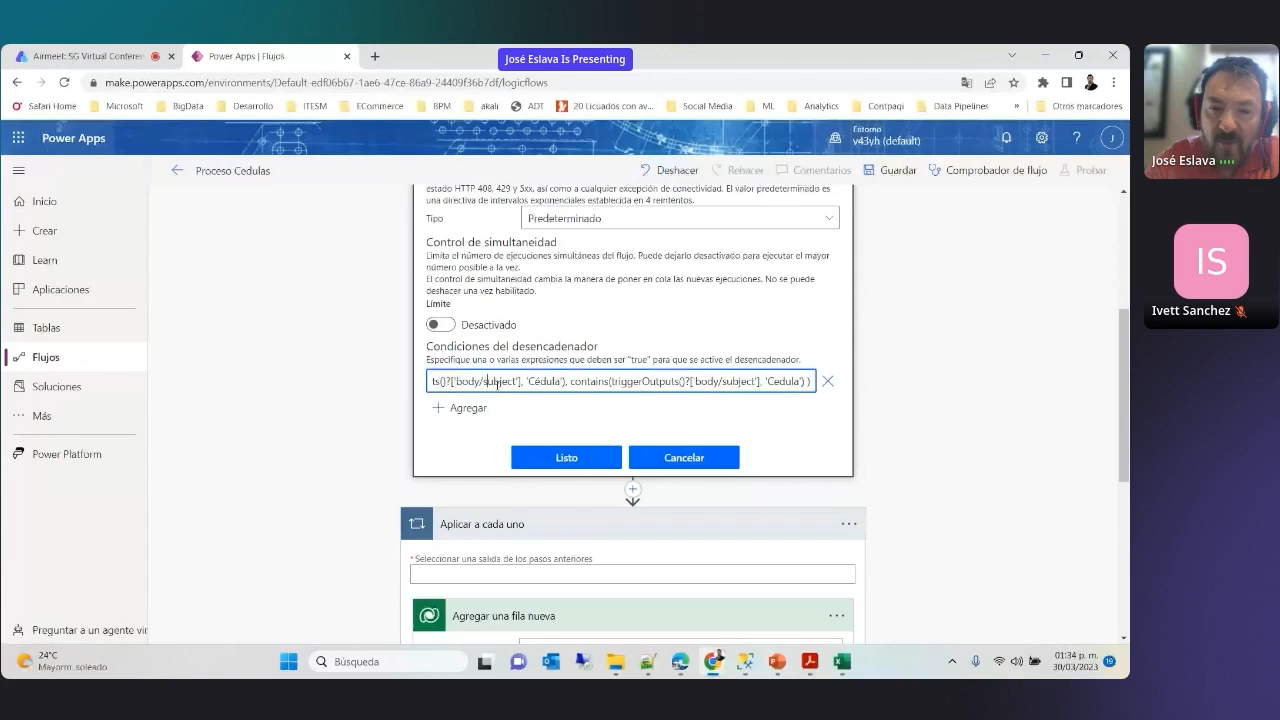 Airmeet: 5G Virtual Conferen
Power Apps | Flujos
José Eslava Is Presenting
make.powerapps.com/environments/Default-edf06b67-1ae6-47ce-86a9-24409f36b7df/logicflows
Safari Home
Microsoft
BigData
Desarrollo
ITESM
ECommerce
BPM
akali
ADT
20 Licuados con av...
Social Media
ML
Analytics
Contpaqi
Data Pipelines
»
Otros marcadores
Power Apps
Entorno
v43yh (default)
?
J
Proceso Cedulas
Deshacer
Rehacer
Comentarios
Guardar
Comprobador de flujo
Probar
Inicio
Crear
Learn
Aplicaciones
Tablas
Flujos
Soluciones
Más
Power Platform
Preguntar a un agente vir
estado HTTP 408, 429 y 5xx, así como a cualquier excepción de conectividad. El valor predeterminado es
una directiva de intervalos exponenciales establecida en 4 reintentos.
Tipo
Predeterminado
Control de simultaneidad
Limita el número de ejecuciones simultáneas del flujo. Puede dejarlo desactivado para ejecutar el mayor
número posible a la vez.
El control de simultaneidad cambia la manera de poner en cola las nuevas ejecuciones. No se puede
deshacer una vez habilitado.
Límite
Desactivado
Condiciones del desencadenador
Especifique una o varias expresiones que deben ser "true" para que se active el desencadenador.
ts()?['body/subject'], 'Cédula'), contains(triggerOutputs()?['body/subject'], 'Cedula') )
Agregar
Listo
Cancelar
Aplicar a cada uno
...
* Seleccionar una salida de los pasos anteriores
Agregar una fila nueva
...
24°C
Mayorm. soleado
Búsqueda
01:34 p. m.
30/03/2023
19
José Eslava
IS
Ivett Sanchez